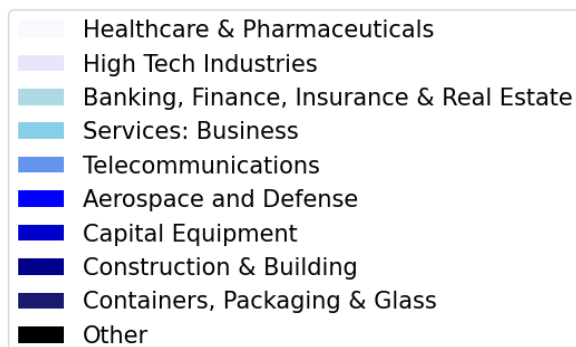 Healthcare & Pharmaceuticals
High Tech Industries
Banking, Finance, Insurance & Real Estate
Services: Business
Telecommunications
Aerospace and Defense
Capital Equipment
Construction & Building
Containers, Packaging & Glass
Other